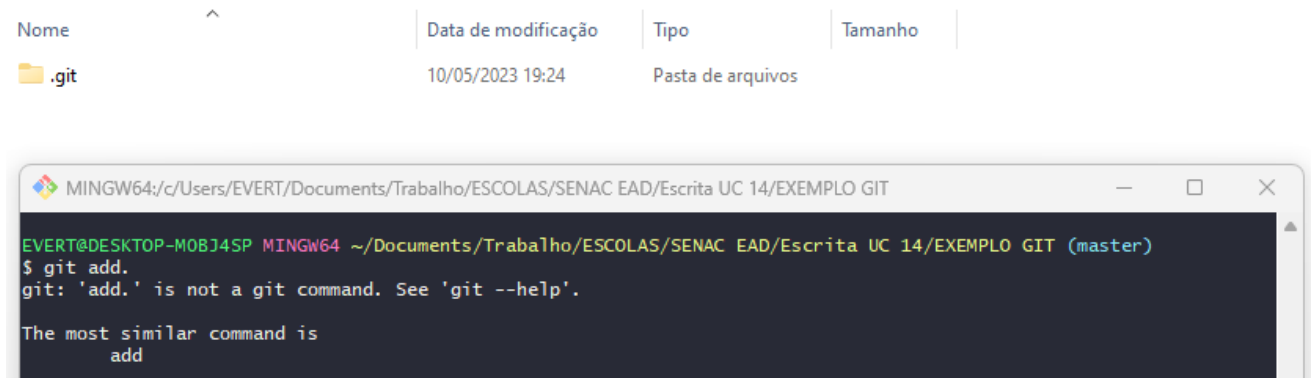 Nome Data de modificação Tipo Tamanho
.git 10/05/2023 19:24 Pasta de arquivos
MINGW64:/c/Users/EVERT/Documents/Trabalho/ESCOLAS/SENAC EAD/Escrita UC 14/EXEMPLO GIT
EVERT@DESKTOP-MOBJ4SP MINGW64 ~/Documents/Trabalho/ESCOLAS/SENAC EAD/Escrita UC 14/EXEMPLO GIT (master)
$ git add.
git: 'add.' is not a git command. See 'git --help'.
The most similar command is
add